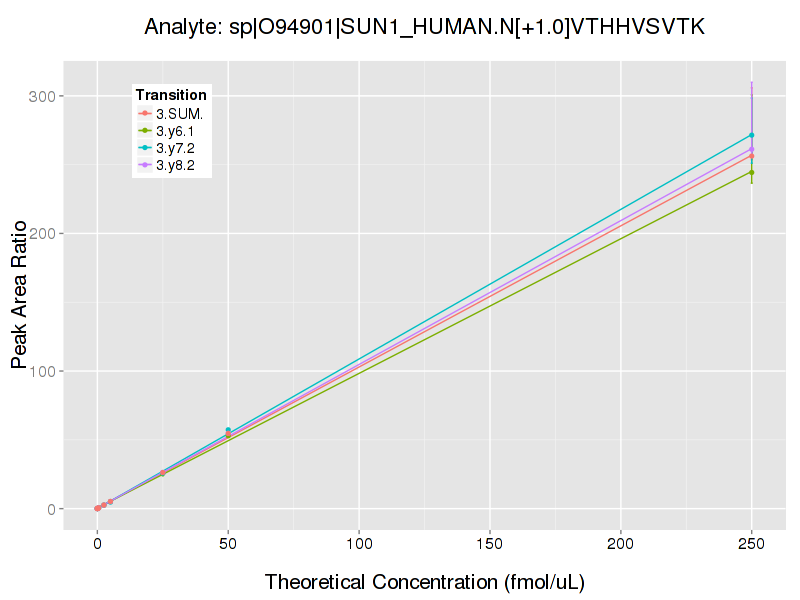 Analyte: sp|O94901|SUN1_HUMAN.N[+1.0]VTHHVSVTK
Transition
3.SUM.
3.y6.1
3.y7.2
3.y8.2
Peak Area Ratio
300
200
100
0
0 50 100 150 200 250
Theoretical Concentration (fmol/uL)